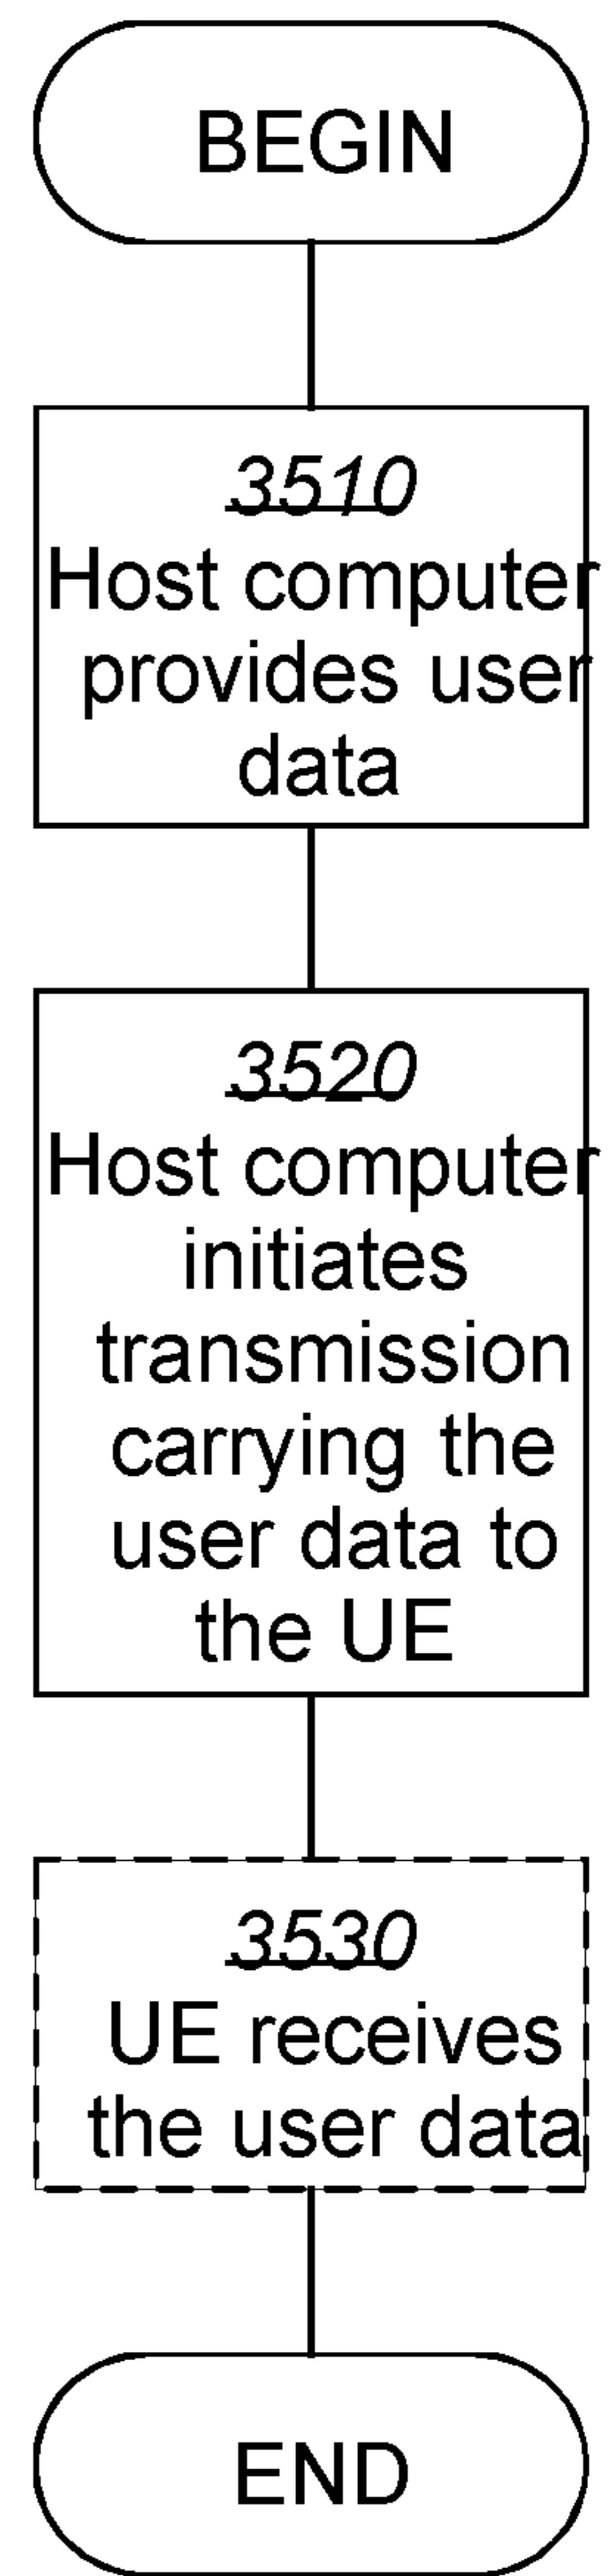 BEGIN
3510
Host computer
provides user
data
3520
Host computer
initiates
transmission
carrying the
user data to
the UE
3530
UE receives
the user data
END